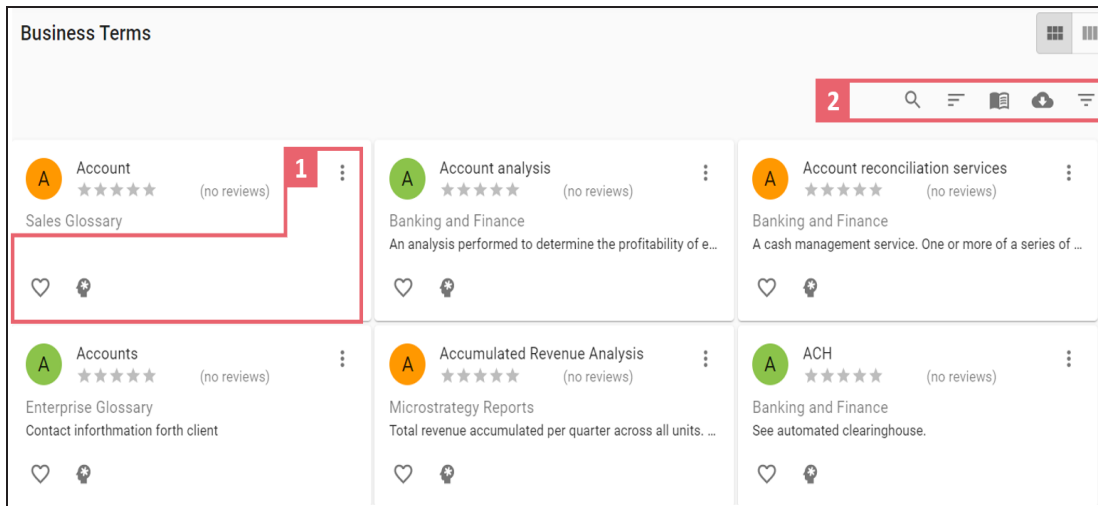 Business Terms
2
1
A Account
(no reviews)
Sales Glossary
A Account analysis
(no reviews)
Banking and Finance
An analysis performed to determine the profitability of e...
A Account reconciliation services
(no reviews)
Banking and Finance
A cash management service. One or more of a series of ...
A Accounts
(no reviews)
Enterprise Glossary
Contact inforthmation forth client
A Accumulated Revenue Analysis
(no reviews)
Microstrategy Reports
Total revenue accumulated per quarter across all units. ...
A ACH
(no reviews)
Banking and Finance
See automated clearinghouse.